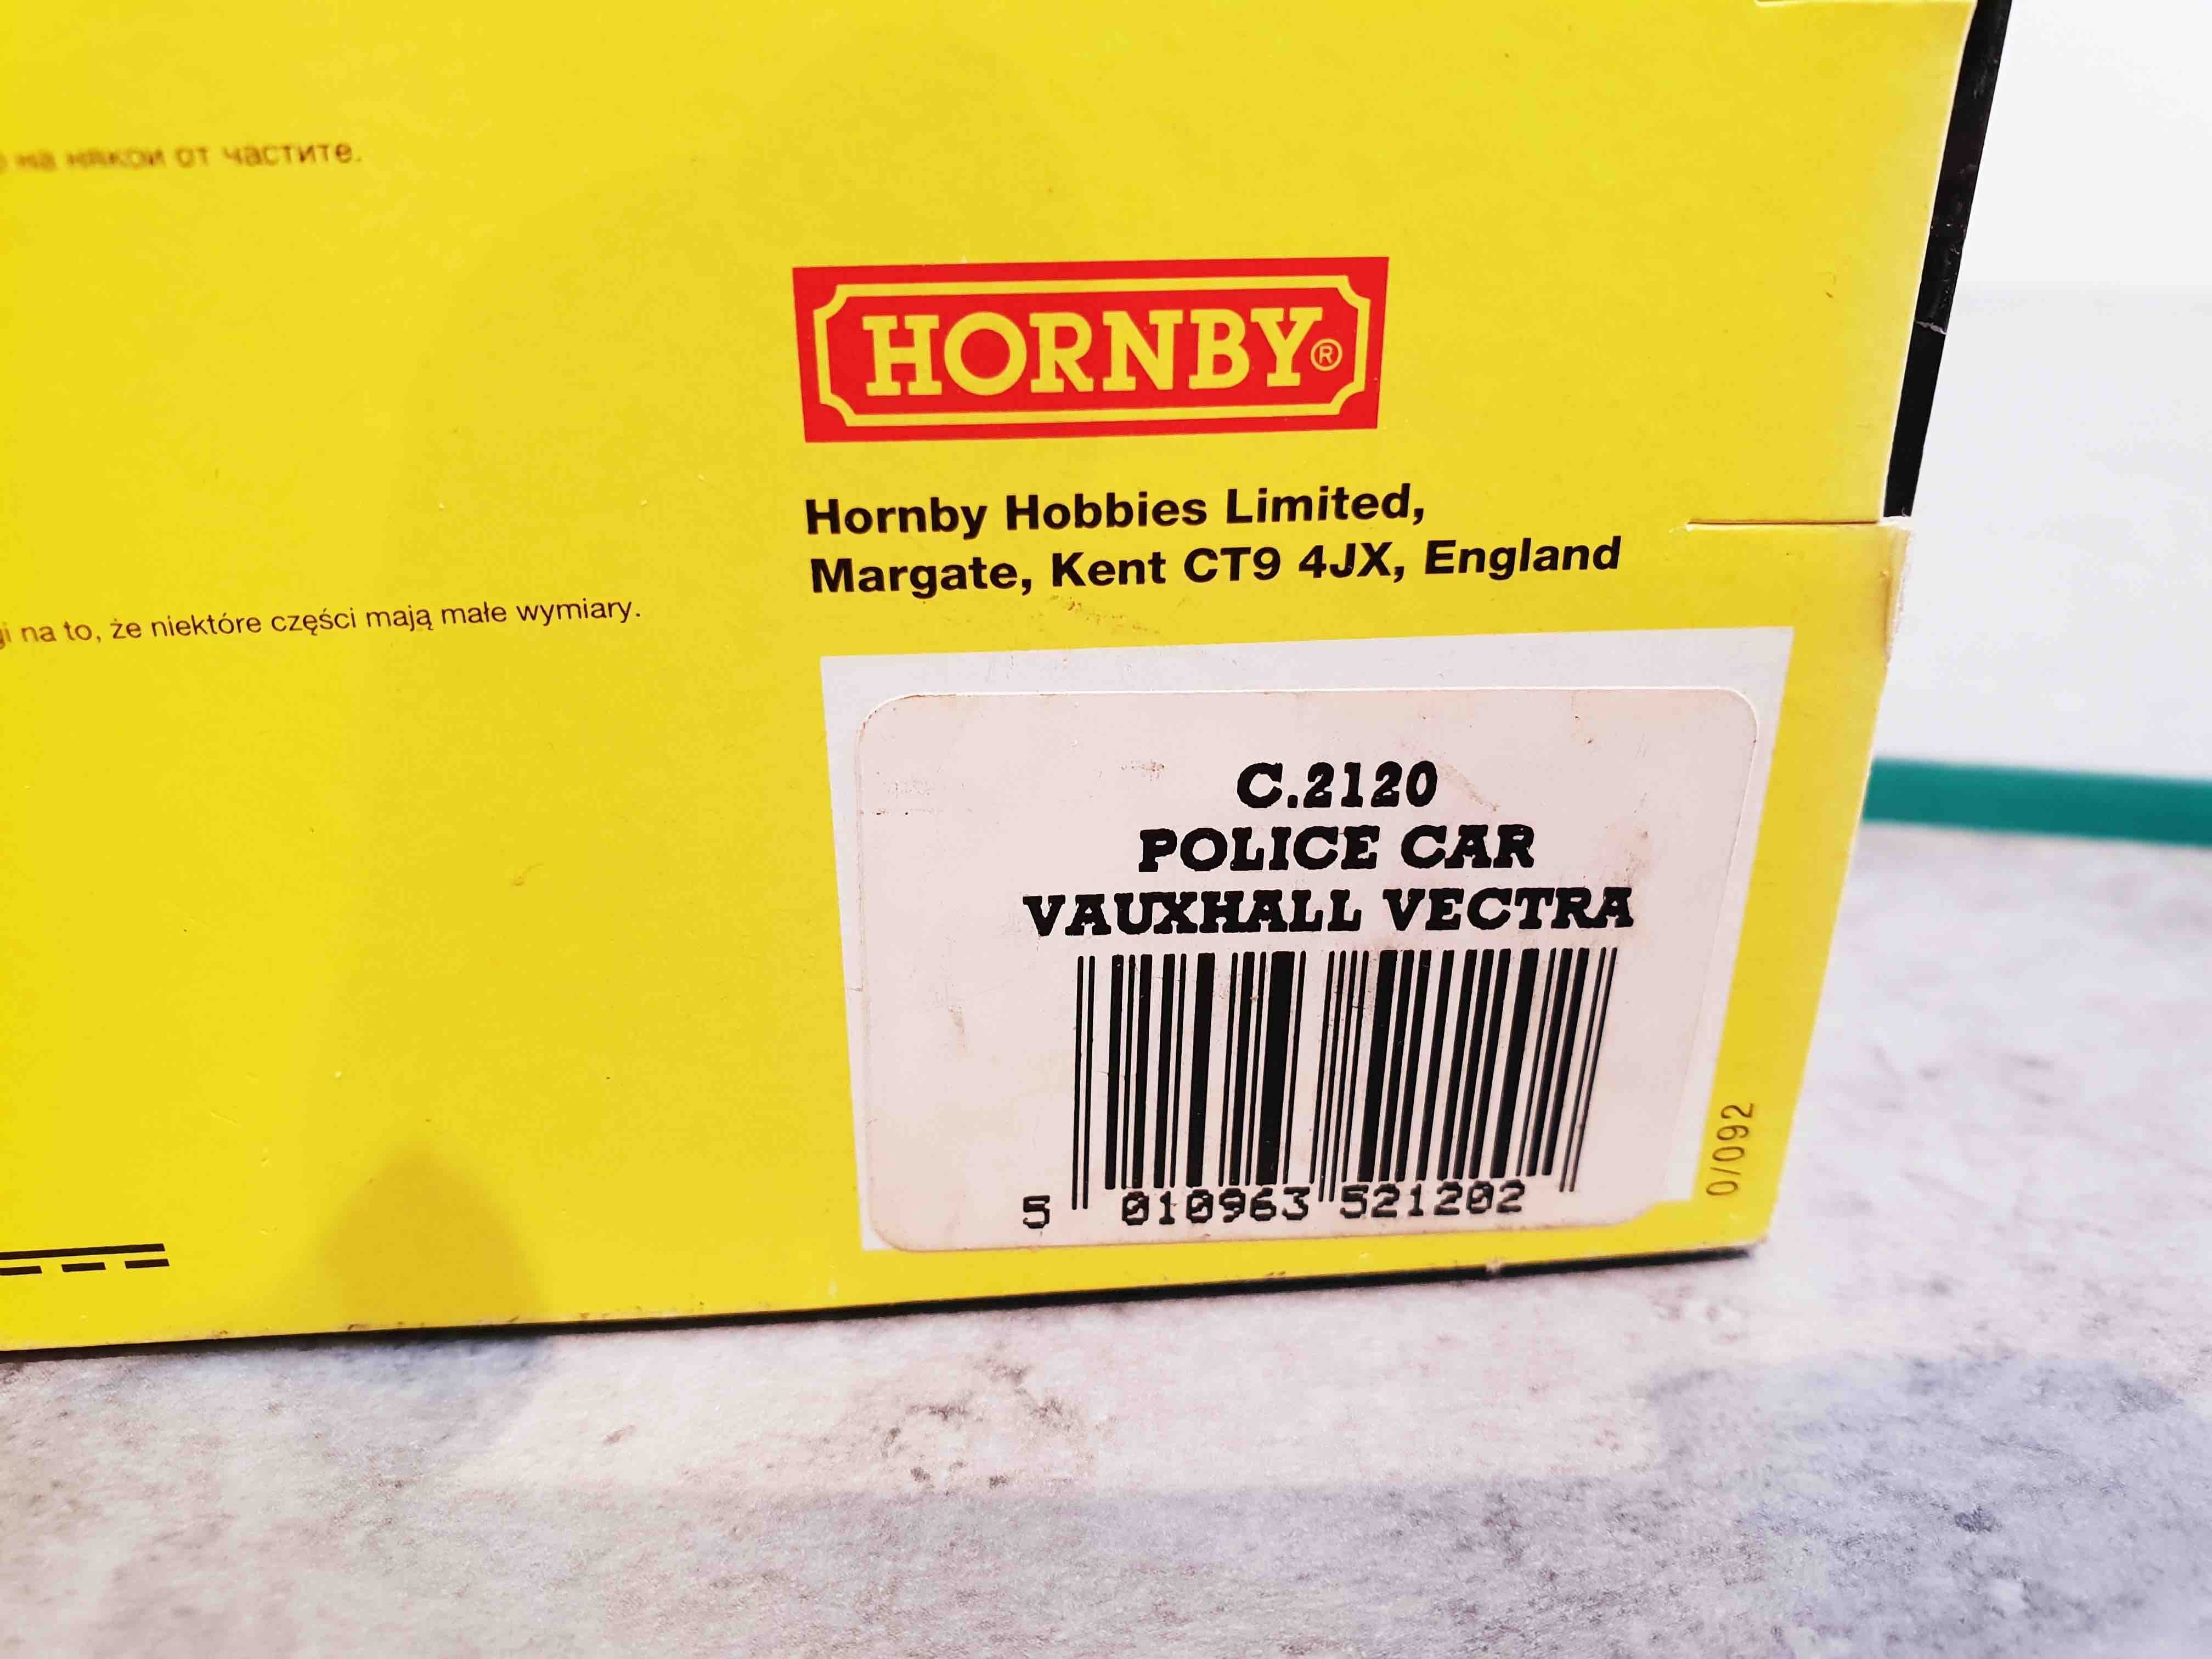 на някои от частите.
HORNBY®
Hornby Hobbies Limited,
Margate, Kent CT9 4JX, England
na to, że niektóre części mają małe wymiary.
C.2120
POLICE CAR
VAUXHALL VECTRA
5 010963 521202
0/092